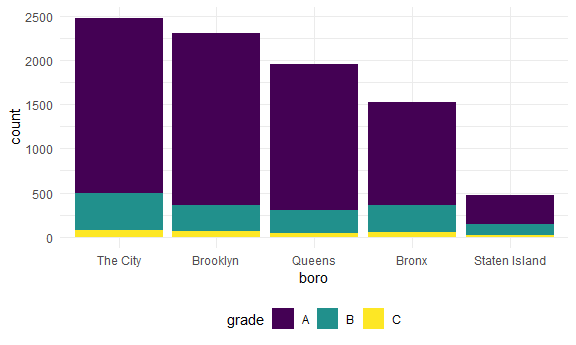 2500
2000
1500
1000
500
0
count
The City Brooklyn Queens Bronx Staten Island
boro
grade A B C